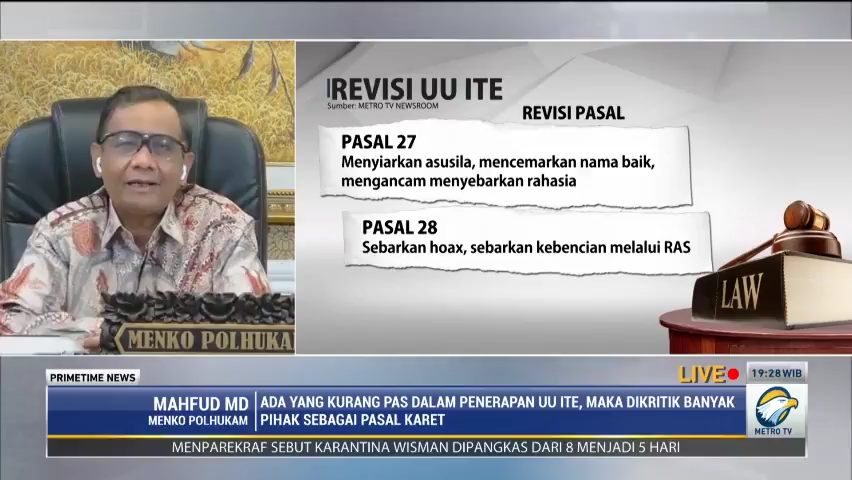 REVISI UU ITE
Sumber: METRO TV NEWSROOM
REVISI PASAL
PASAL 27
Menyiarkan asusila, mencemarkan nama baik,
mengancam menyebarkan rahasia
PASAL 28
Sebarkan hoax, sebarkan kebencian melalui RAS
LAW
MENKO POLHUKA
LIVE
PRIMETIME NEWS
19:28 WIB
MAHFUD MD
MENKO POLHUKAM
ADA YANG KURANG PAS DALAM PENERAPAN UU ITE, MAKA DIKRITIK BANYAK
PIHAK SEBAGAI PASAL KARET
METRO TV
MENPAREKRAF SEBUT KARANTINA WISMAN DIPANGKAS DARI 8 MENJADI 5 HARI